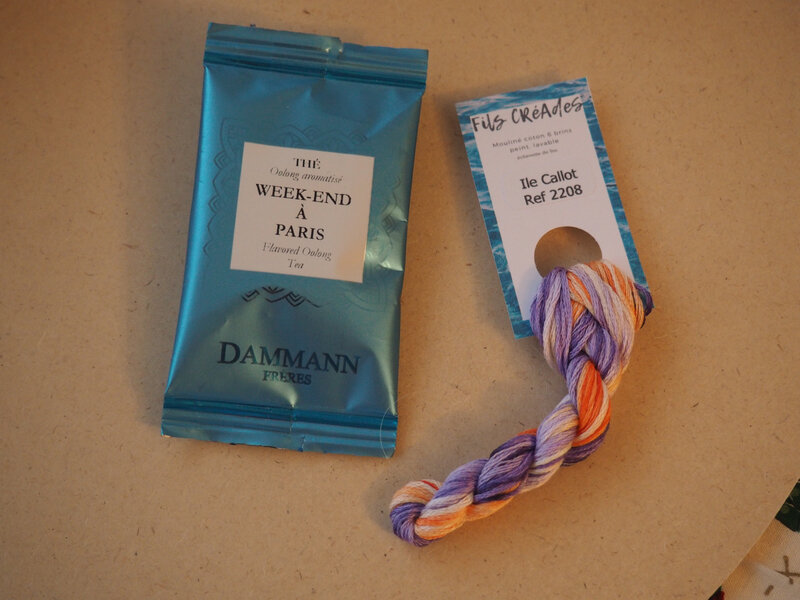 THÉ
Oolong aromatisé
WEEK-END
À
PARIS
Flavored Oolong
Tea
DAMMANN
FRÈRES
Fils CRéAdes
Mouliné coton 6 brins
peint. lavable
Ile Callot
Ref 2208